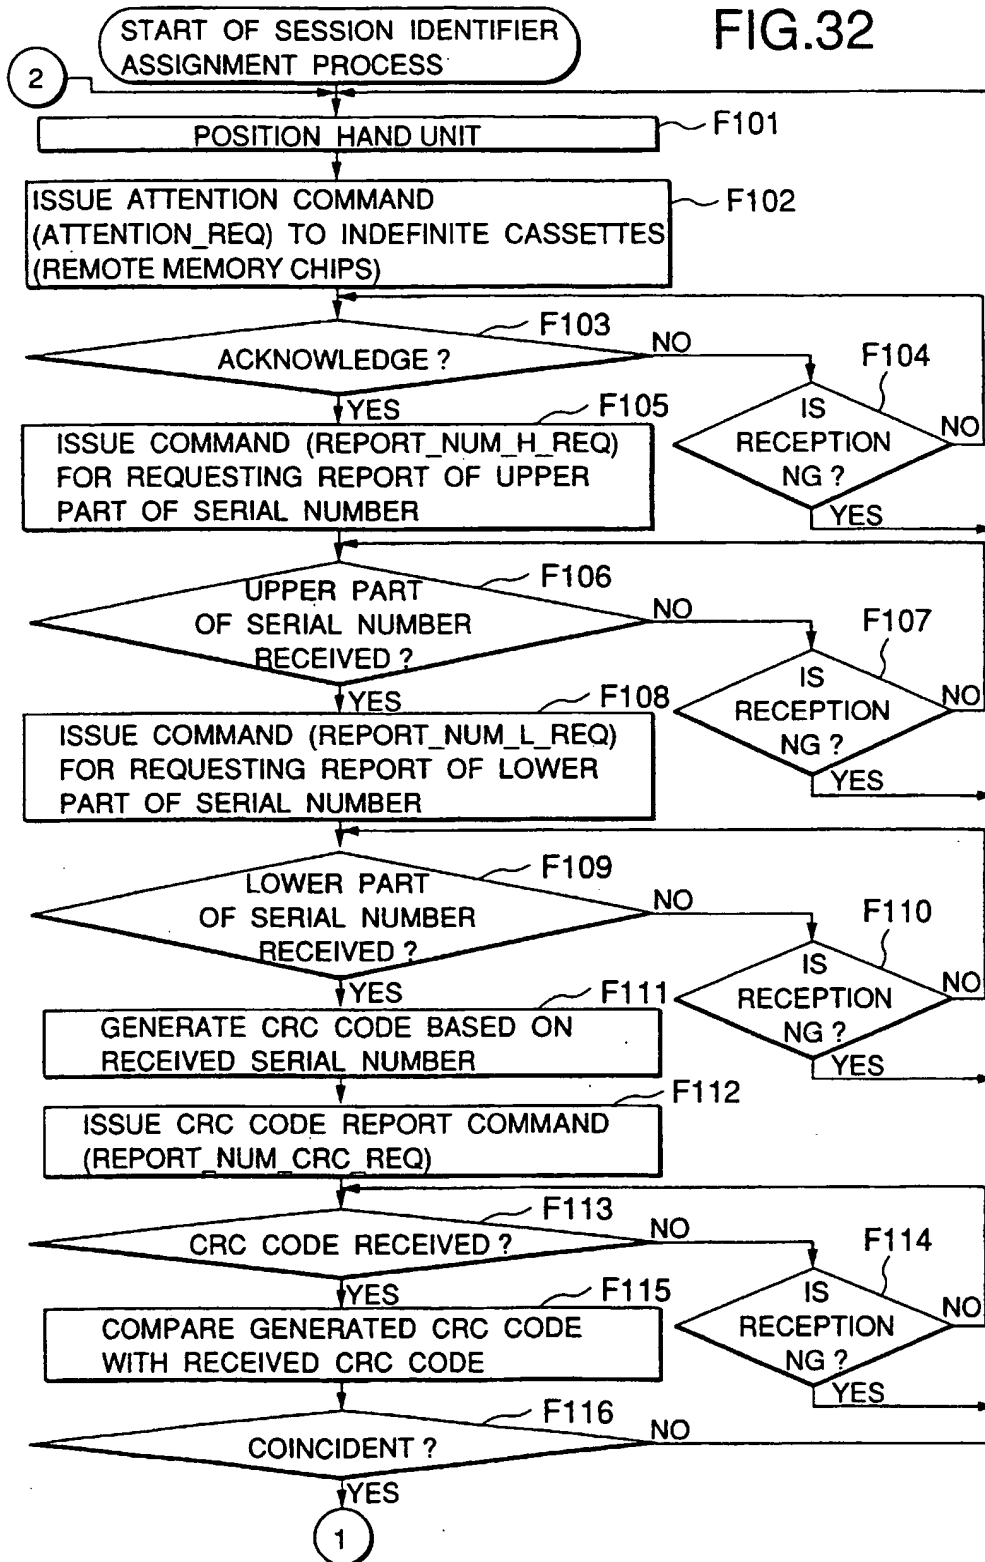 FIG.32
START OF SESSION IDENTIFIER
ASSIGNMENT PROCESS
2
POSITION HAND UNIT
F101
ISSUE ATTENTION COMMAND
(ATTENTION_REQ) TO INDEFINITE CASSETTES
(REMOTE MEMORY CHIPS)
F102
ACKNOWLEDGE ?
F103
NO
YES
IS
RECEPTION
NG ?
F104
NO
YES
ISSUE COMMAND (REPORT_NUM_H_REQ)
FOR REQUESTING REPORT OF UPPER
PART OF SERIAL NUMBER
F105
UPPER PART
OF SERIAL NUMBER
RECEIVED ?
F106
NO
YES
IS
RECEPTION
NG ?
F107
NO
YES
ISSUE COMMAND (REPORT_NUM_L_REQ)
FOR REQUESTING REPORT OF LOWER
PART OF SERIAL NUMBER
F108
LOWER PART
OF SERIAL NUMBER
RECEIVED ?
F109
NO
YES
IS
RECEPTION
NG ?
F110
NO
YES
GENERATE CRC CODE BASED ON
RECEIVED SERIAL NUMBER
F111
ISSUE CRC CODE REPORT COMMAND
(REPORT_NUM_CRC_REQ)
F112
CRC CODE RECEIVED ?
F113
NO
YES
IS
RECEPTION
NG ?
F114
NO
YES
COMPARE GENERATED CRC CODE
WITH RECEIVED CRC CODE
F115
COINCIDENT ?
F116
NO
YES
1